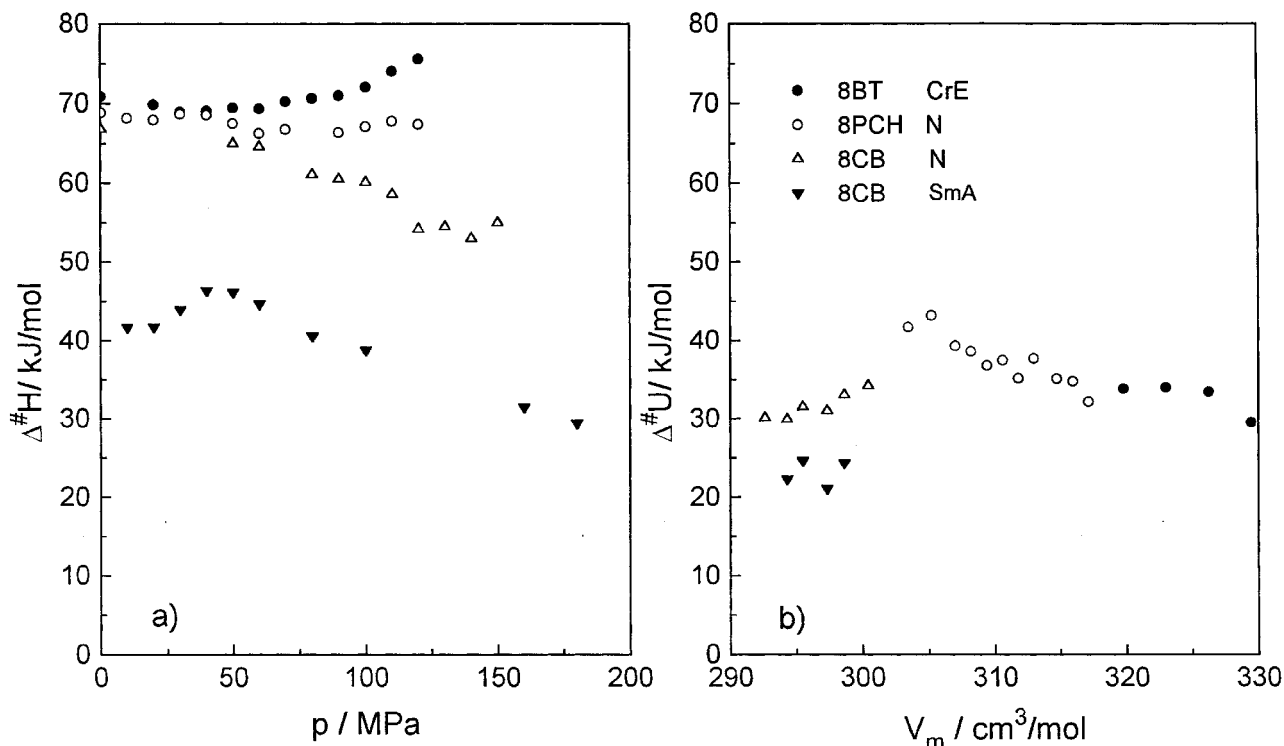 80
70
60
50
40
30
20
10
0
Δ#H/ kJ/mol
a)
0 50 100 150 200
p / MPa
80
70
60
50
40
30
20
10
0
Δ#U/ kJ/mol
● 8BT CrE
○ 8PCH N
△ 8CB N
▼ 8CB SmA
b)
290 300 310 320 330
Vm / cm³/mol